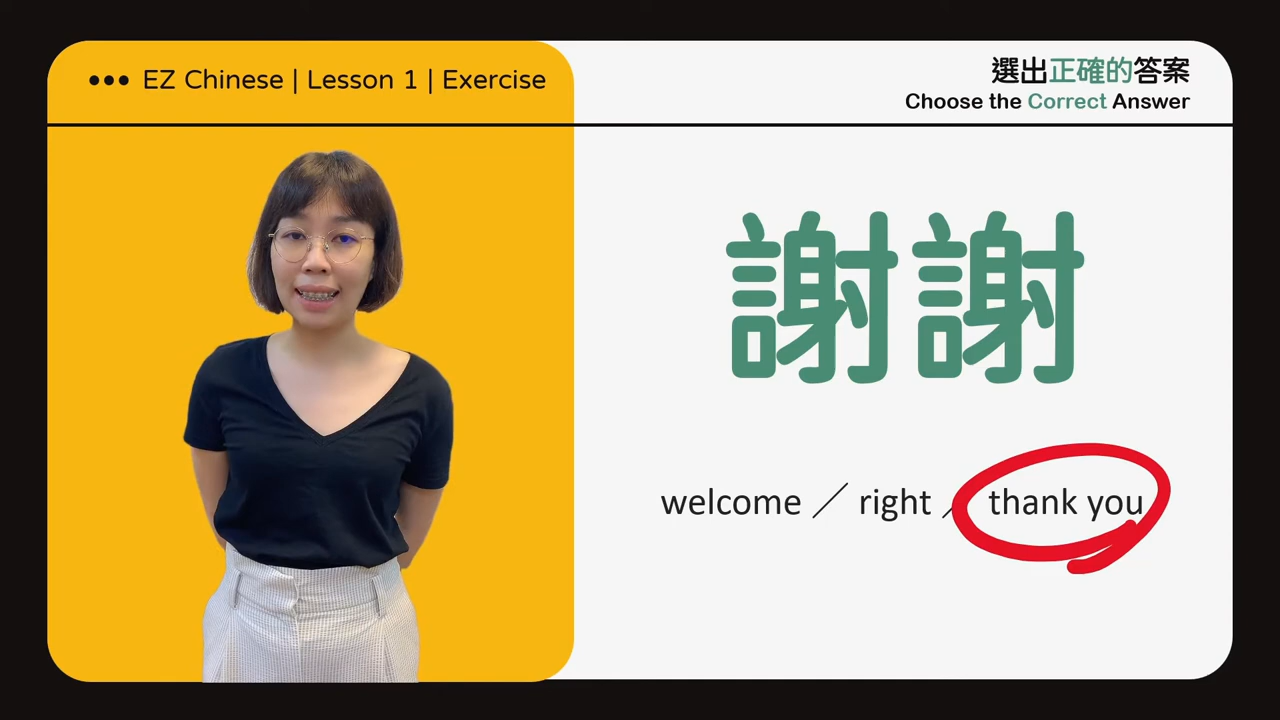 ••• EZ Chinese | Lesson 1 | Exercise
選出正確的答案
Choose the Correct Answer
謝謝
welcome ／ right ／ thank you